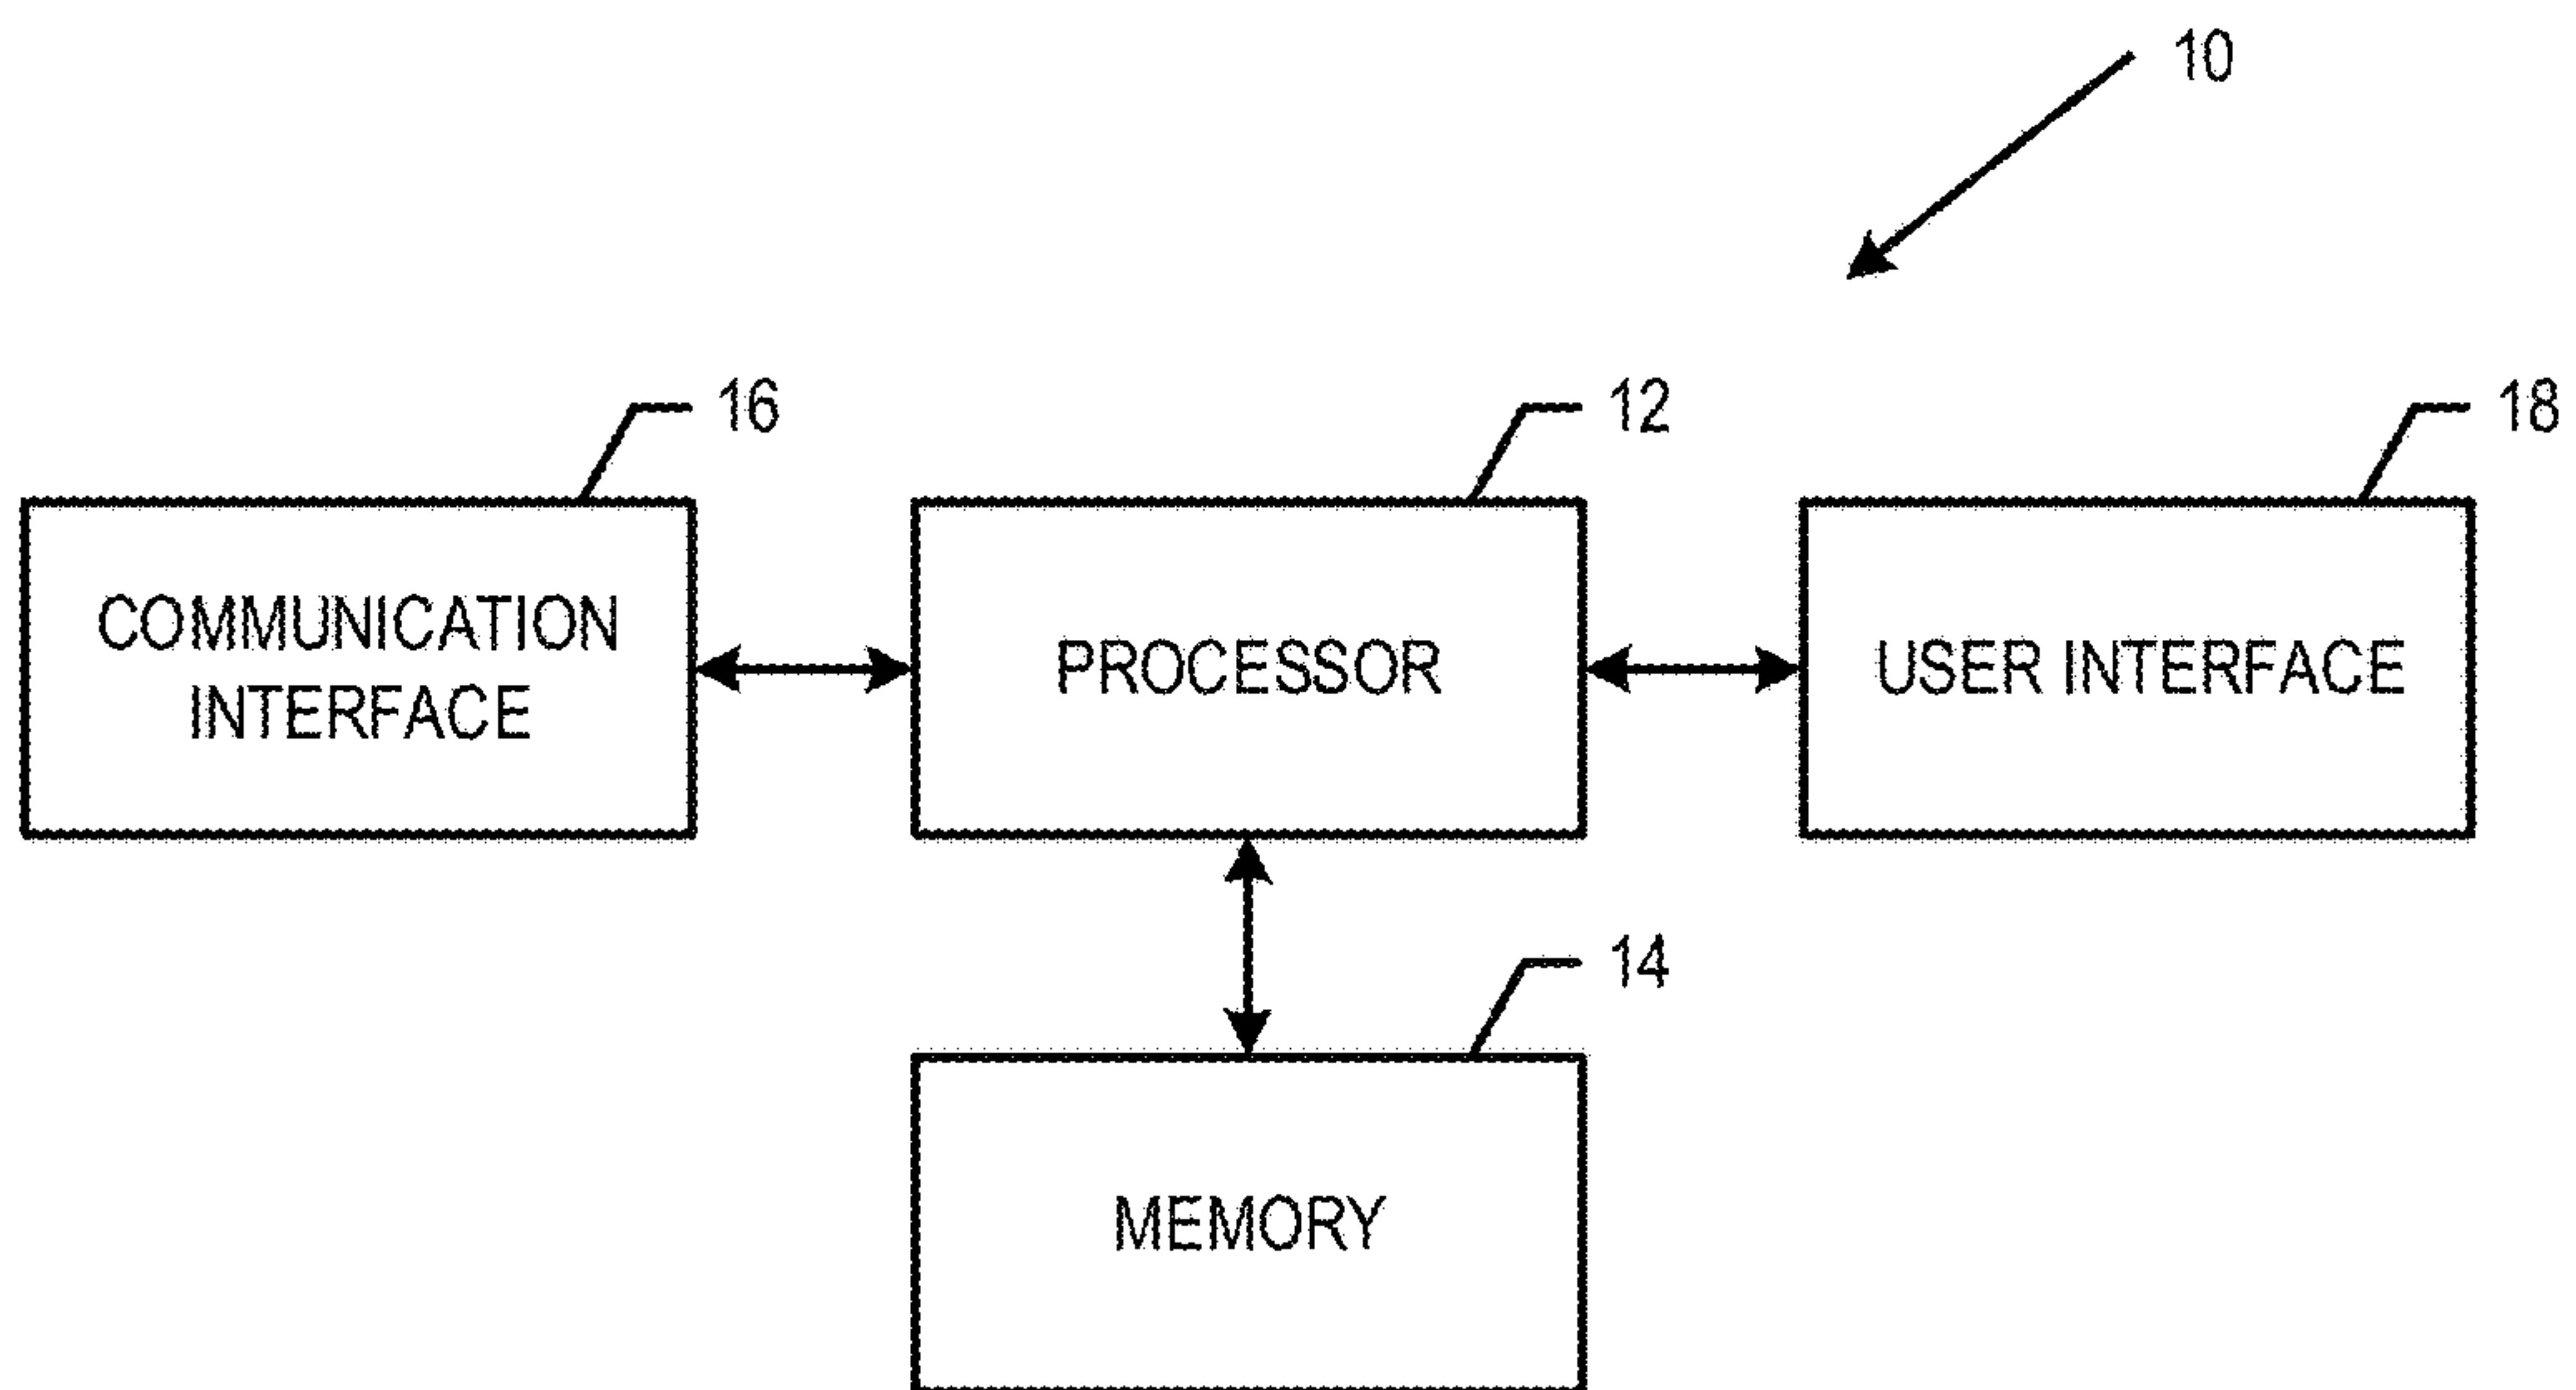 10
16
12
18
COMMUNICATION
INTERFACE
PROCESSOR
USER INTERFACE
14
MEMORY